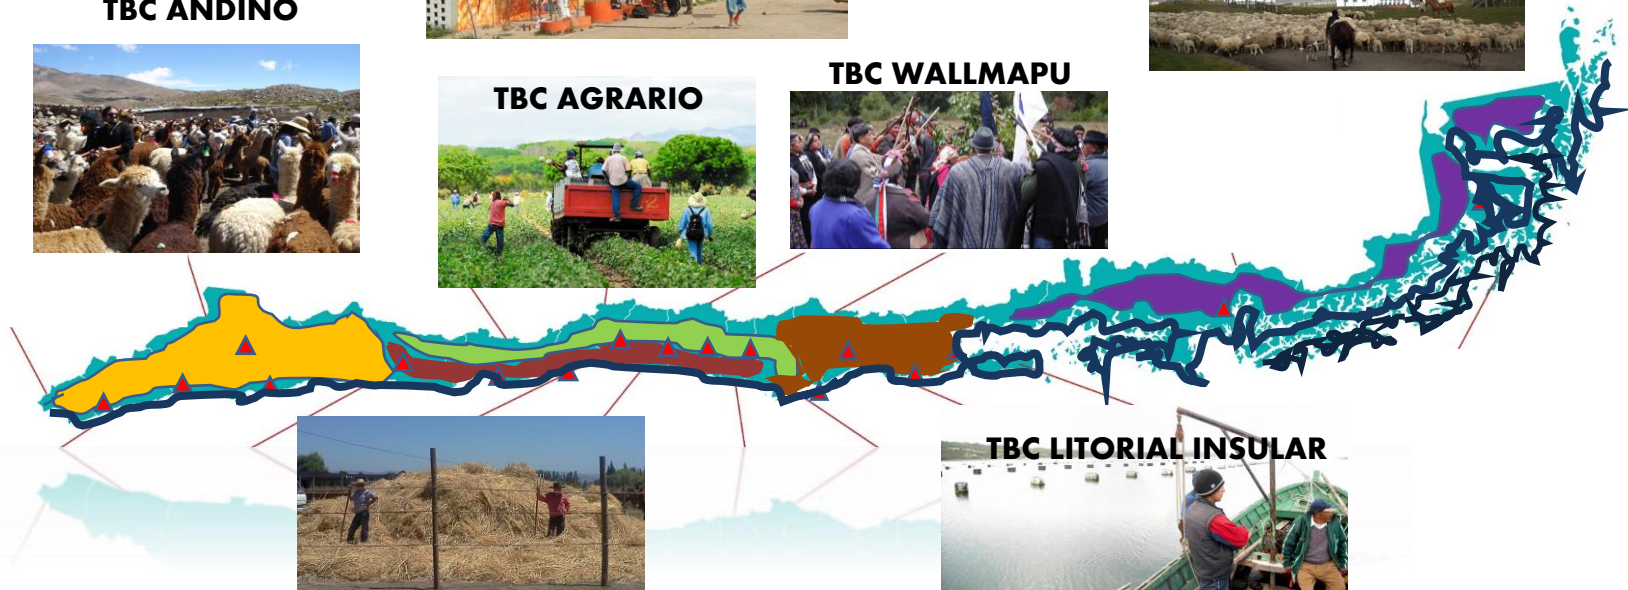 TBC ANDINO
TBC WALLMAPU
TBC AGRARIO
TBC LITORIAL INSULAR